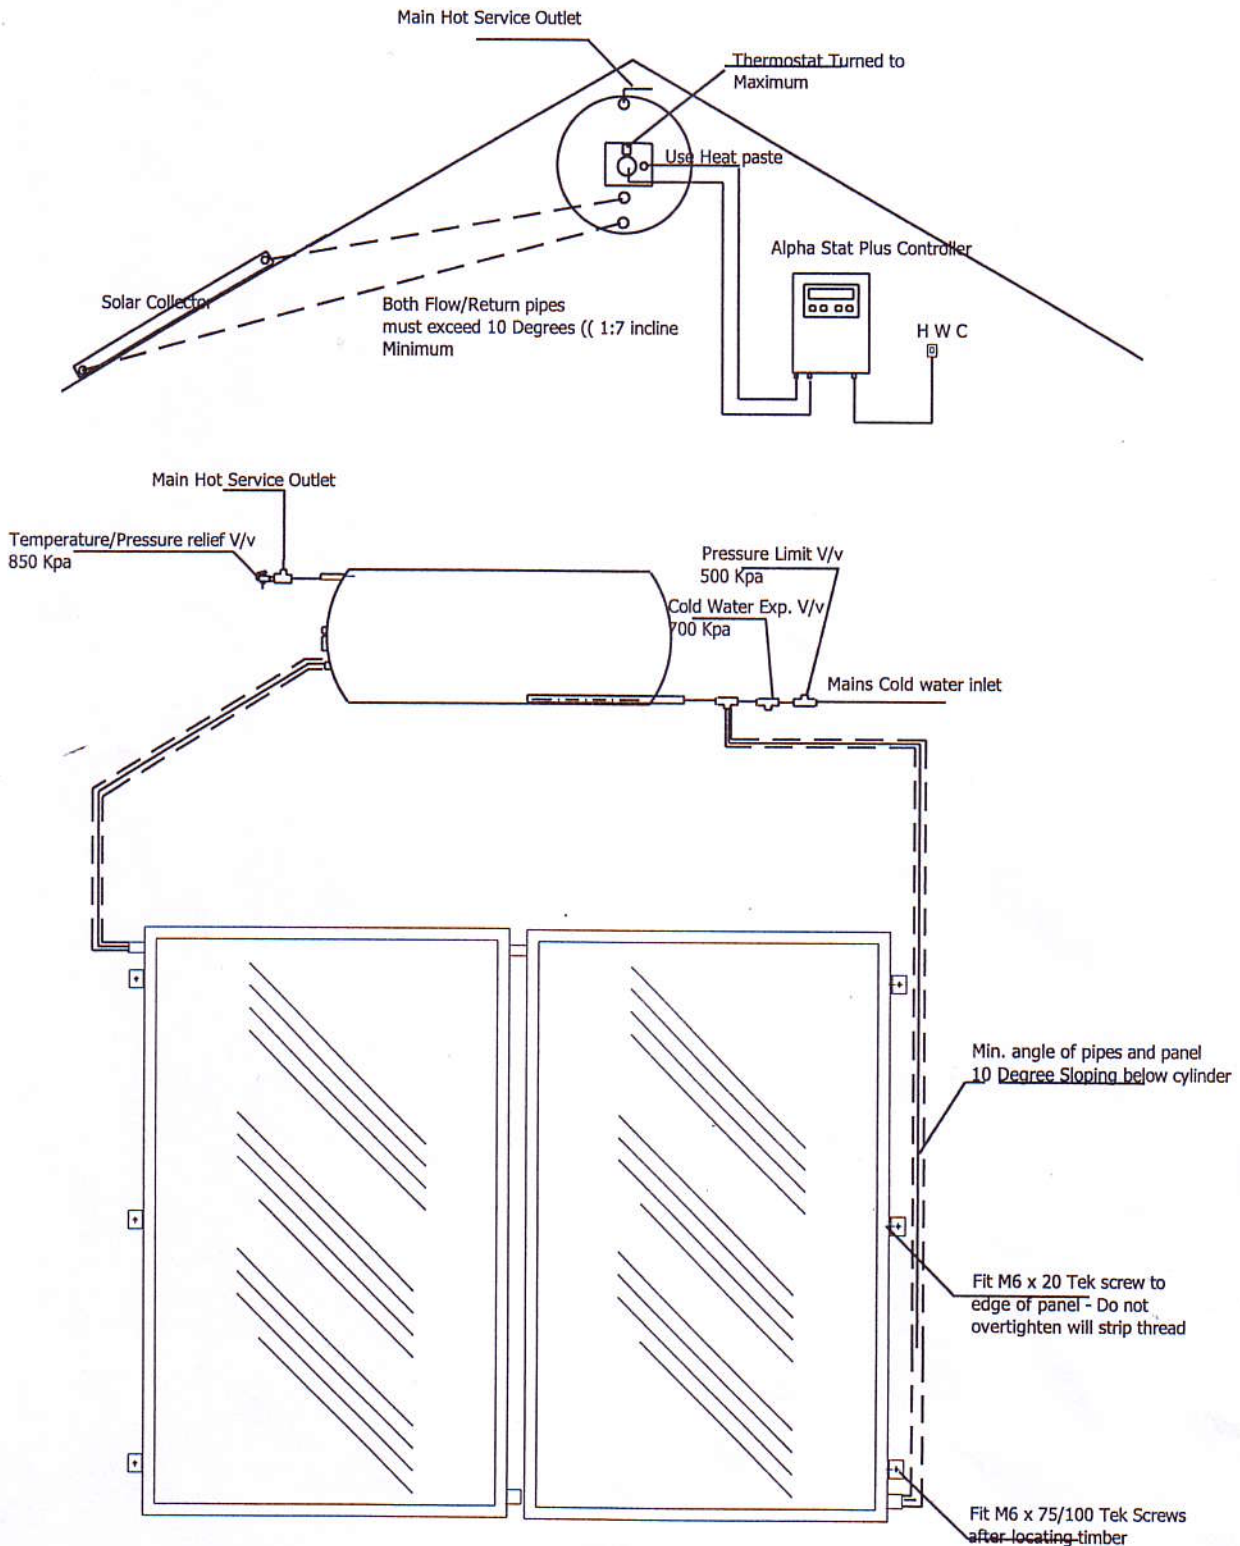 Main Hot Service Outlet
Thermostat Turned to
Maximum
Use Heat paste
Alpha Stat Plus Controller
Solar Collector
Both Flow/Return pipes
must exceed 10 Degrees (( 1:7 incline
Minimum
H W C
Main Hot Service Outlet
Temperature/Pressure relief V/v
850 Kpa
Pressure Limit V/v
500 Kpa
Cold Water Exp. V/v
700 Kpa
Mains Cold water inlet
Min. angle of pipes and panel
10 Degree Sloping below cylinder
Fit M6 x 20 Tek screw to
edge of panel - Do not
overtighten will strip thread
Fit M6 x 75/100 Tek Screws
after locating timber